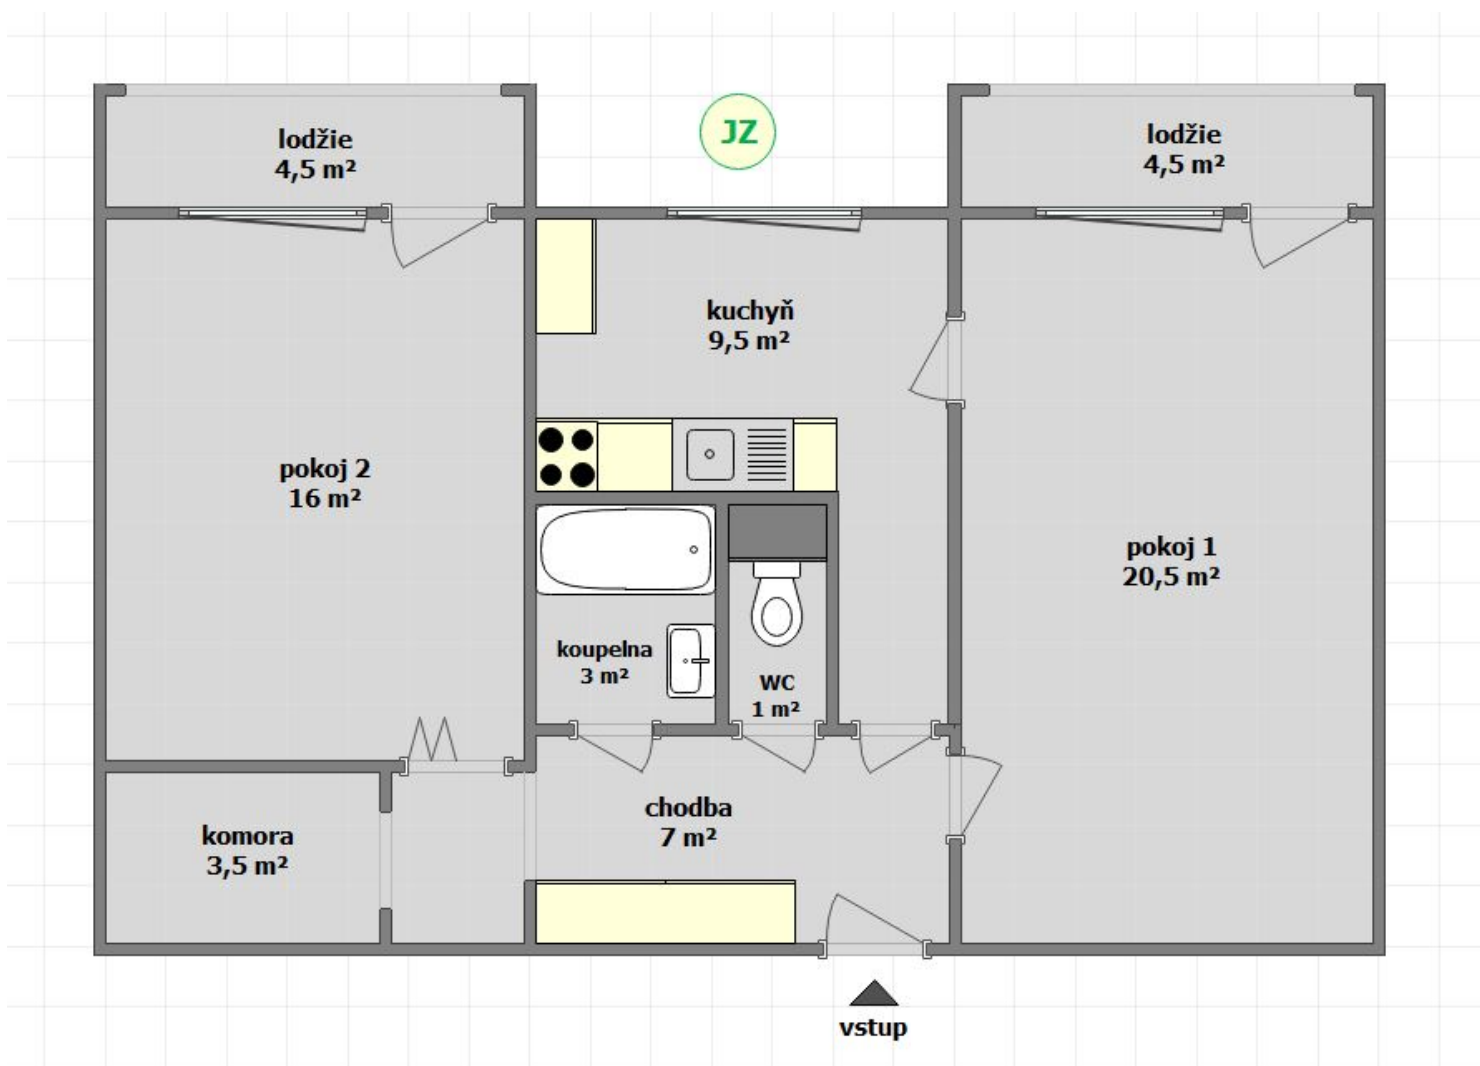 lodžie
4,5 m²
JZ
lodžie
4,5 m²
kuchyň
9,5 m²
pokoj 2
16 m²
pokoj 1
20,5 m²
koupelna
3 m²
WC
1 m²
chodba
7 m²
komora
3,5 m²
vstup